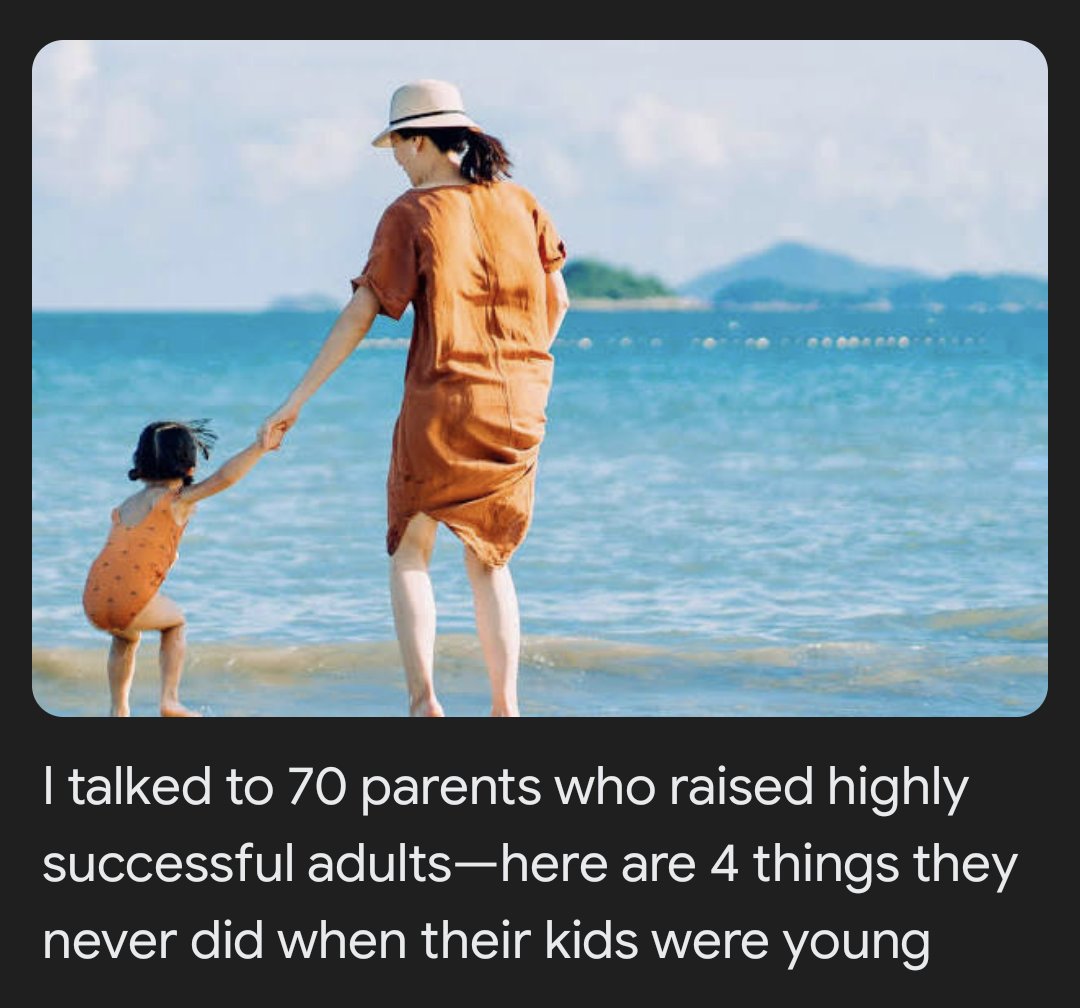 I talked to 70 parents who raised highly
successful adults—here are 4 things they
never did when their kids were young